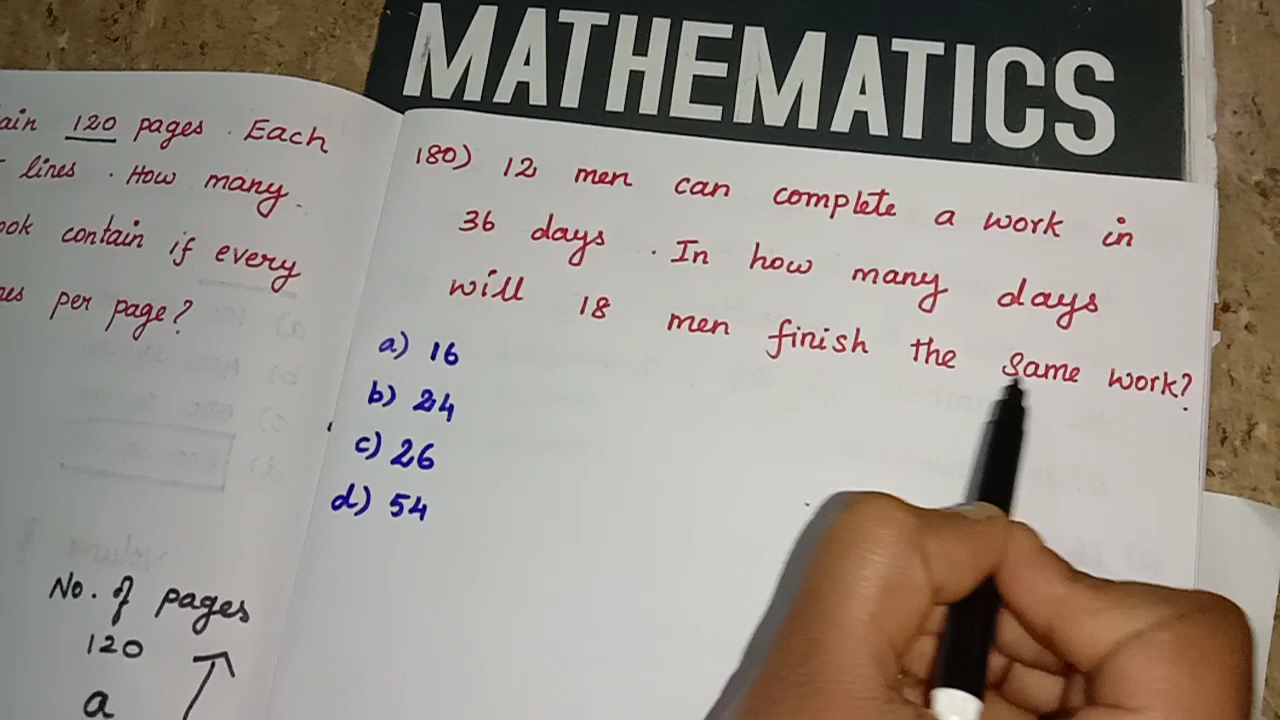 MATHEMATICS
ain 120 pages. Each
lines. How many
ook contain if every
nes per page?
No. of pages
120
a
180) 12 men can complete a work in
36 days. In how many days
will 18 men finish the same work?
a) 16
b) 24
c) 26
d) 54